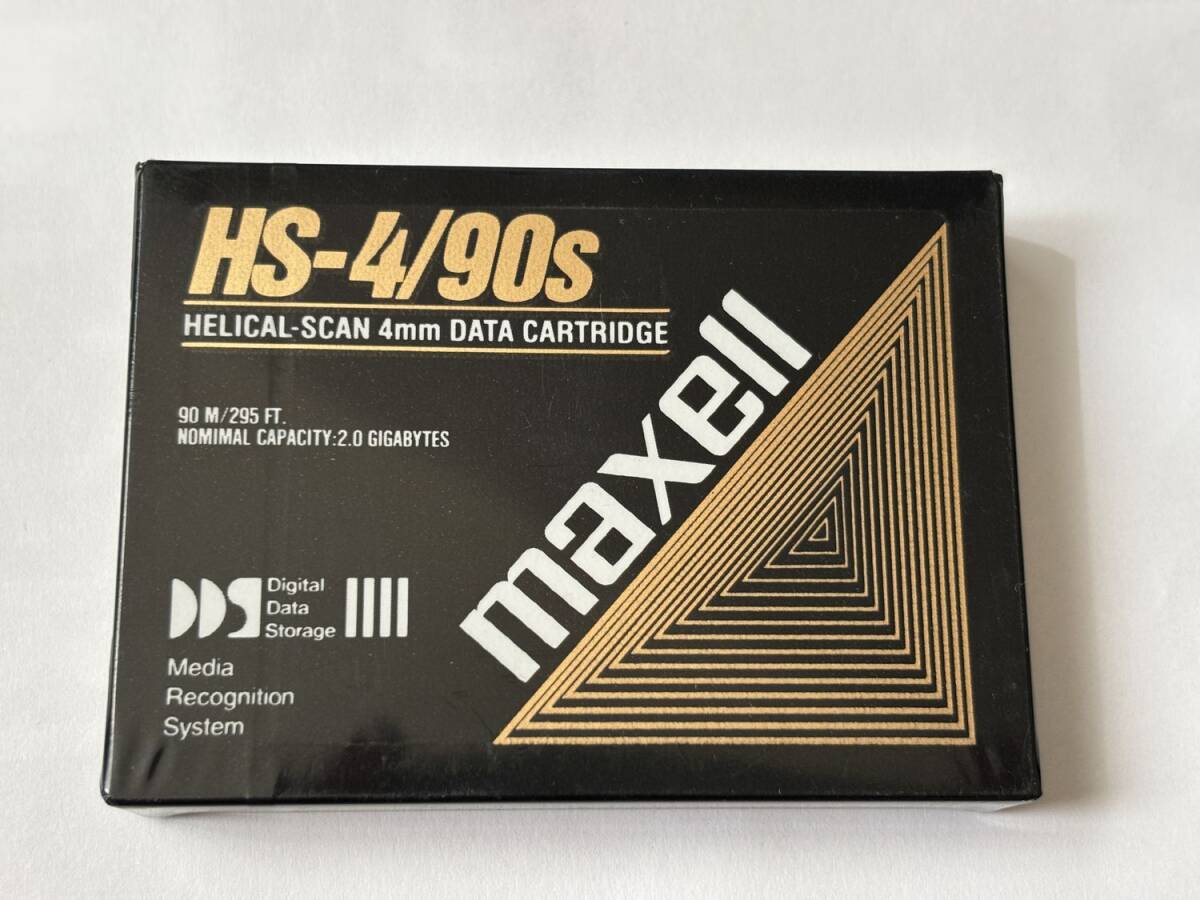 HS-4/90s
HELICAL-SCAN 4mm DATA CARTRIDGE
maxell
90 M/295 FT.
NOMIMAL CAPACITY:2.0 GIGABYTES
DDS Digital
Data
Storage
Media
Recognition
System